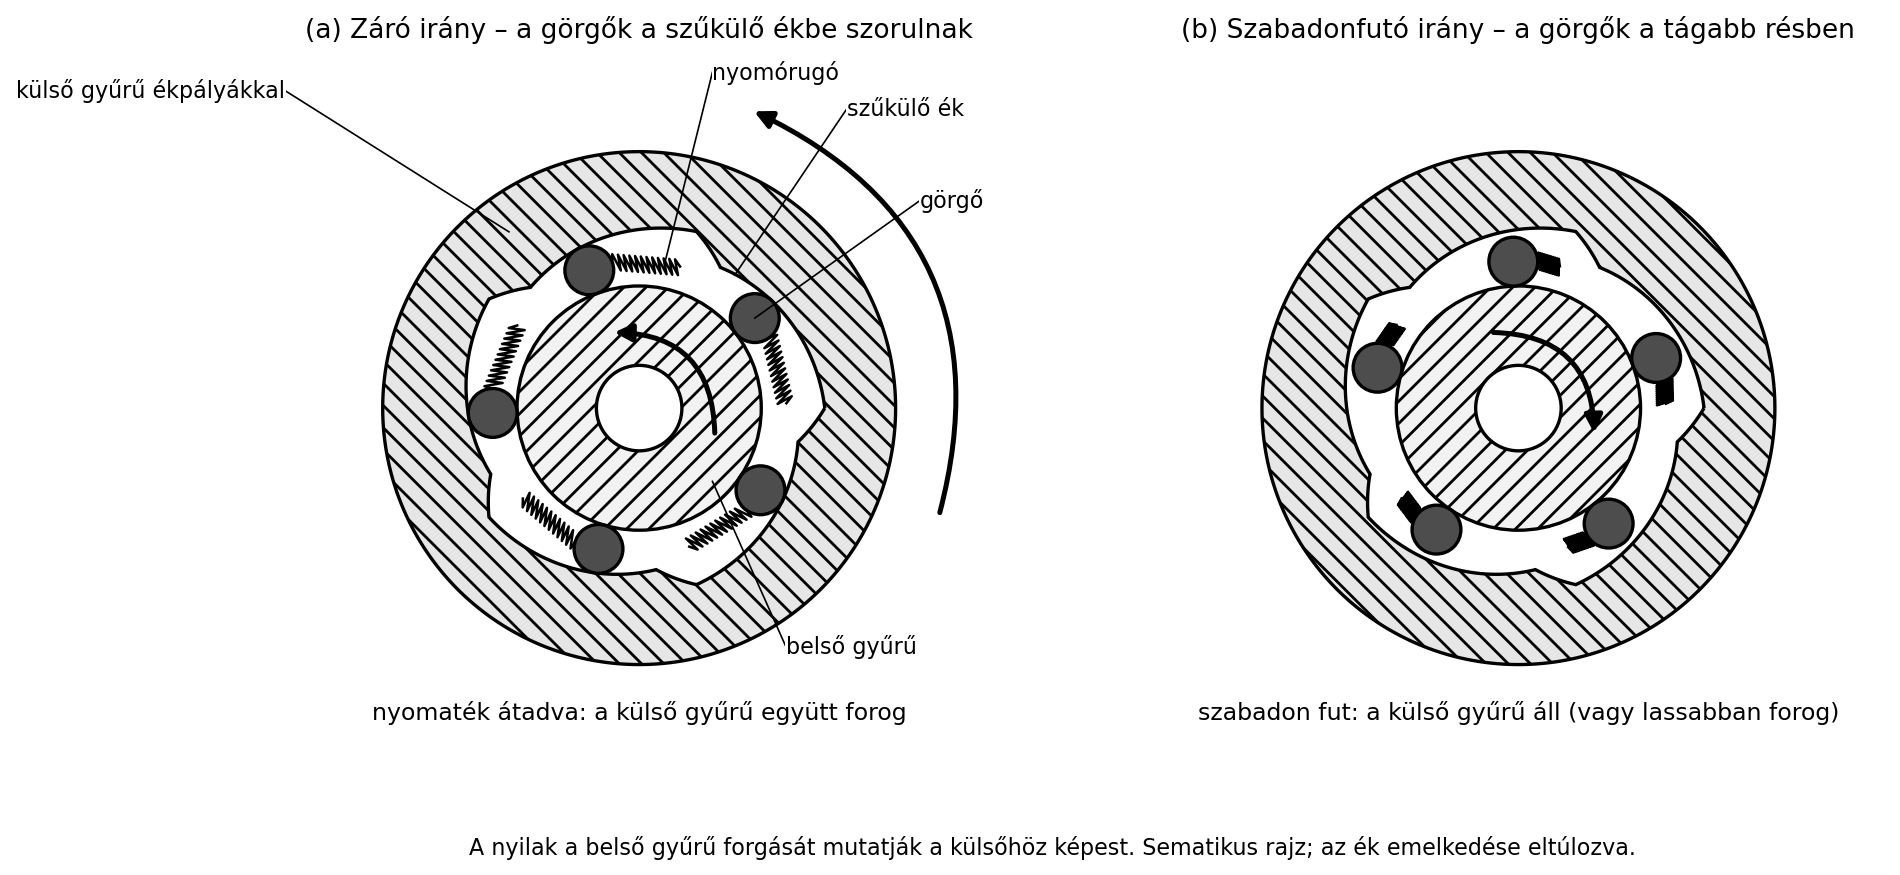 (a) Záró irány – a görgők a szűkülő ékbe szorulnak
(b) Szabadonfutó irány – a görgők a tágabb résben
nyomórugó
külső gyűrű ékpályákkal
szűkülő ék
görgő
belső gyűrű
nyomaték átadva: a külső gyűrű együtt forog
szabadon fut: a külső gyűrű áll (vagy lassabban forog)
A nyilak a belső gyűrű forgását mutatják a külsőhöz képest. Sematikus rajz; az ék emelkedése eltúlozva.